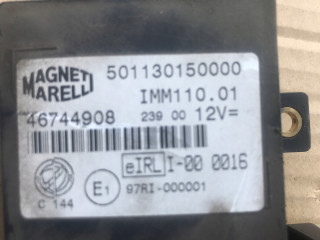 MAGNETI MARELLI 501130150000
IMM110.01
46744908 239 00 12V=
eIRL I-00 0016
E1 97RI-000001
C 144